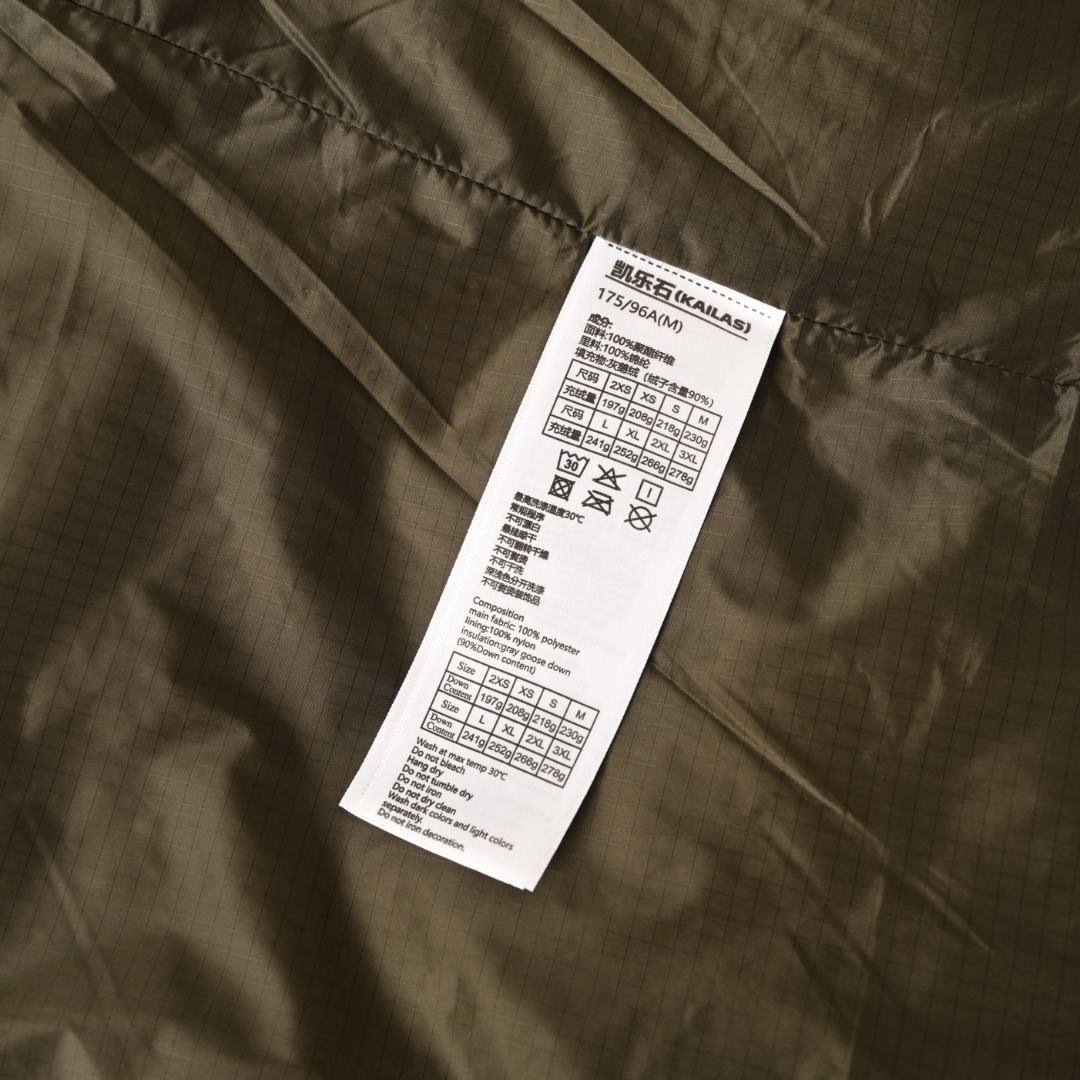 凯乐石(KAILAS)
175/96A(M)
成分:
面料:100%聚酯纤维
里料:100%锦纶
填充物:灰鹅绒（绒子含量90%）
尺码 2XS XS S M
充绒量 197g 208g 218g 230g
尺码 L XL 2XL 3XL
充绒量 241g 252g 266g 278g
30
最高洗涤温度30℃
常规程序
不可漂白
悬挂晾干
不可翻转干燥
不可熨烫
不可干洗
深浅色分开洗涤
不可熨烫装饰品
Composition
main fabric: 100% polyester
lining:100% nylon
insulation:gray goose down
(90%Down content)
Size 2XS XS S M
Down Content 197g 208g 218g 230g
Size L XL 2XL 3XL
Down Content 241g 252g 266g 278g
Wash at max temp 30℃
Do not bleach
Hang dry
Do not tumble dry
Do not iron
Do not dry clean
Wash dark colors and light colors
separately.
Do not iron decoration.